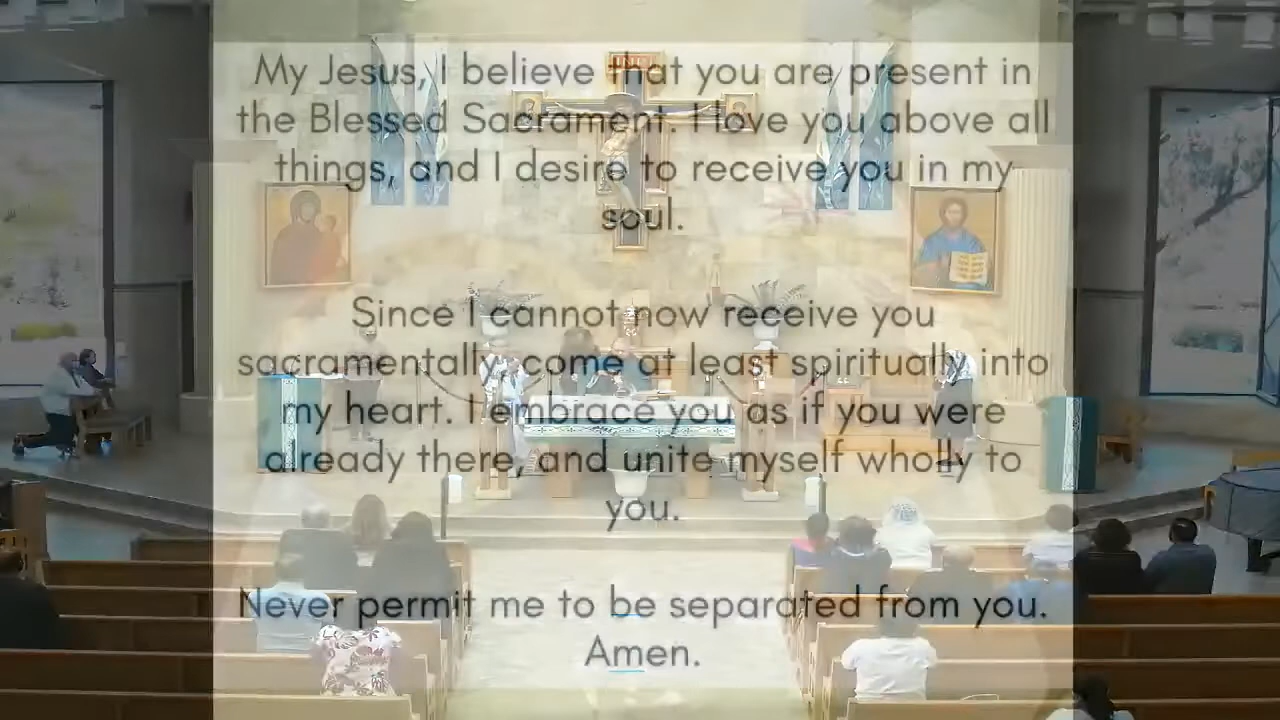 INRI
My Jesus, I believe that you are present in
the Blessed Sacrament. I love you above all
things, and I desire to receive you in my
soul.
Since I cannot now receive you
sacramentally, come at least spiritually into
my heart. I embrace you as if you were
already there and unite myself wholly to
you.
Never permit me to be separated from you.
Amen.